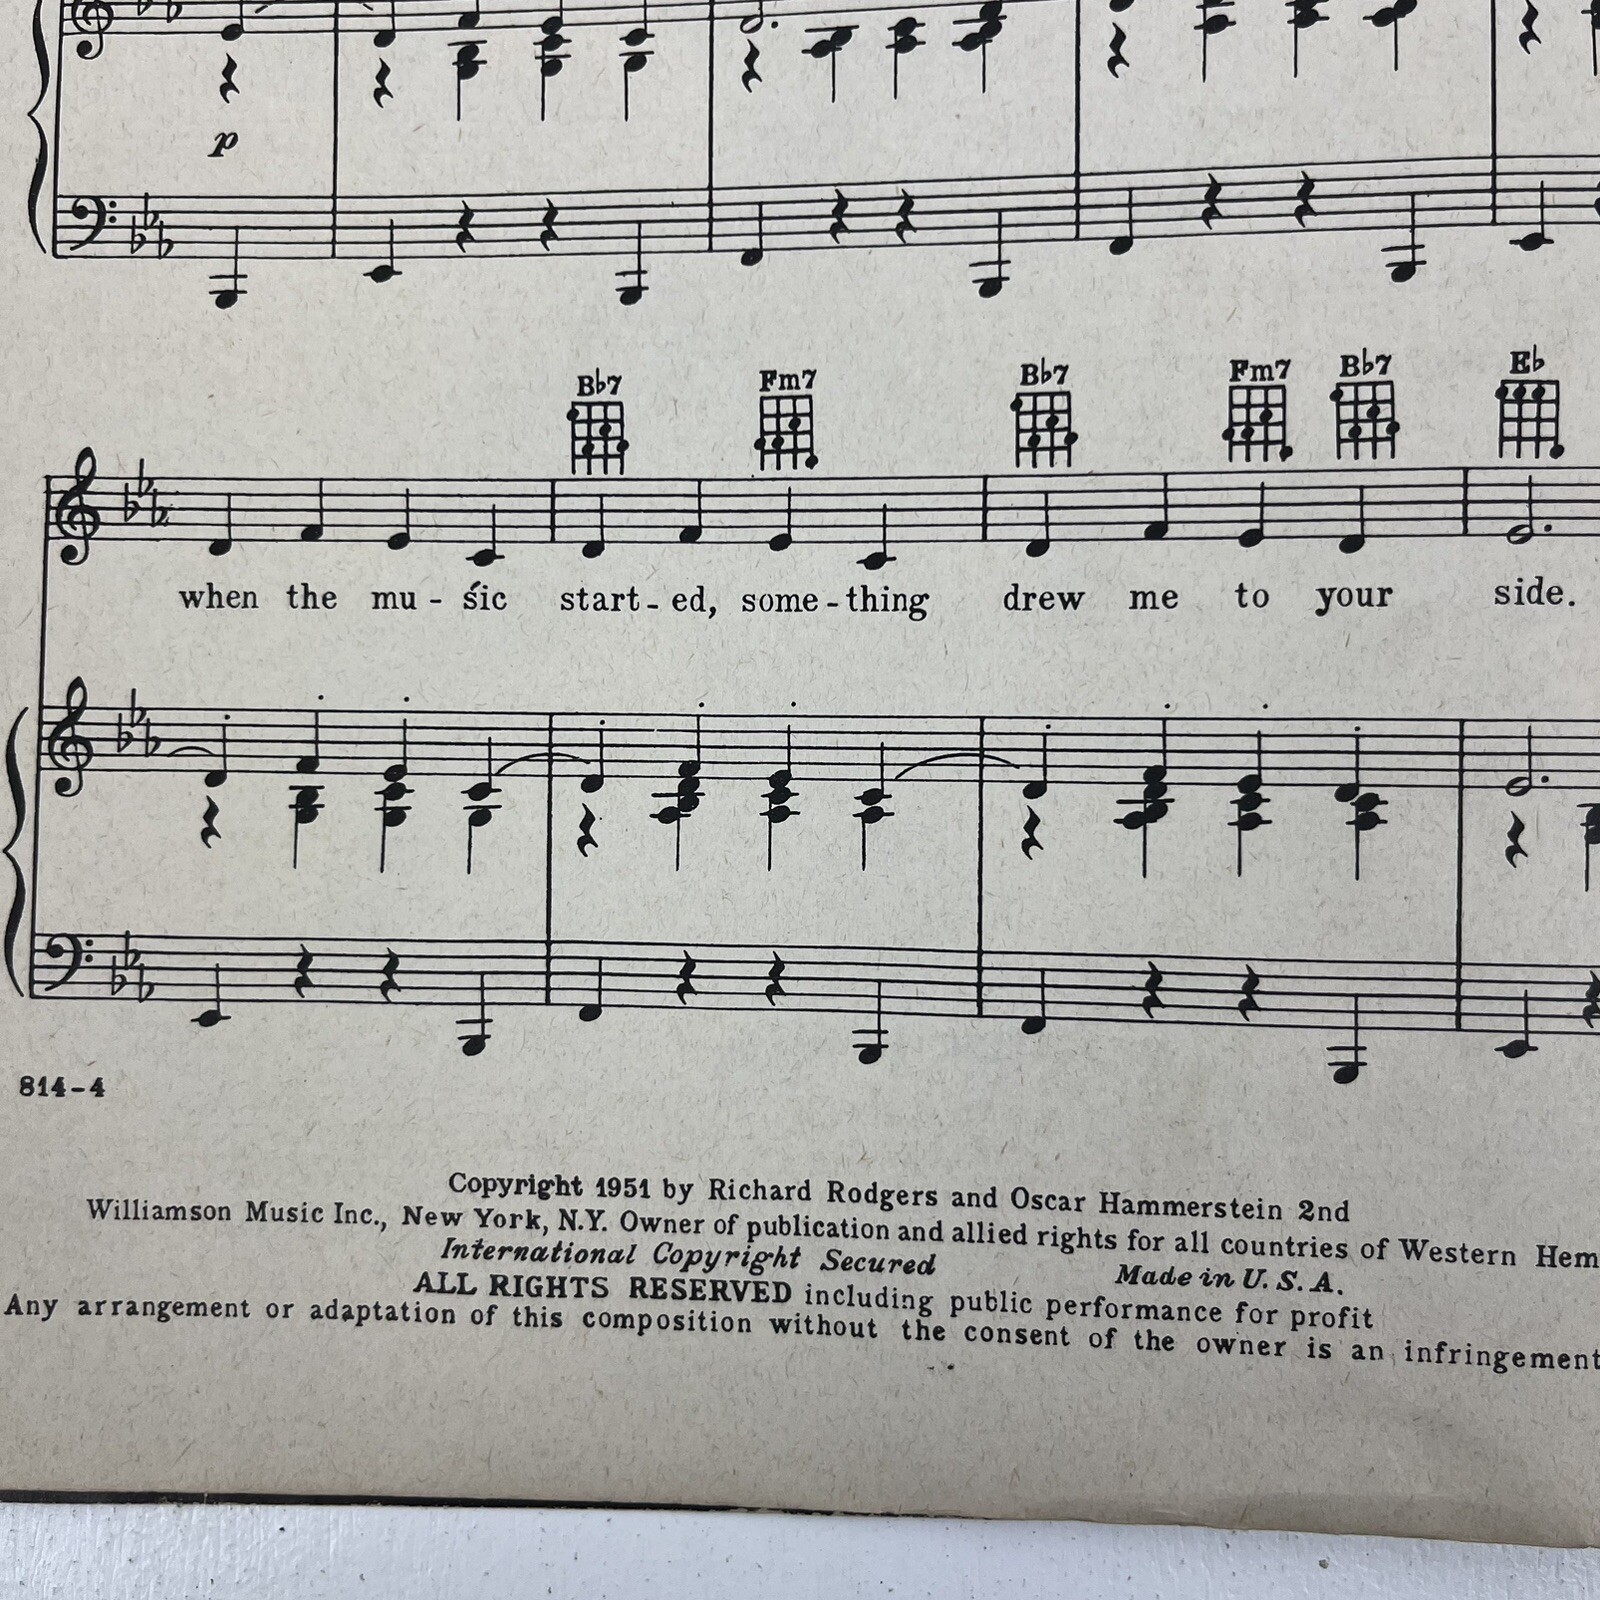 p
Bb7 Fm7 Bb7 Fm7 Bb7 Eb
when the mu - sic start - ed, some - thing drew me to your side.
814-4
Copyright 1951 by Richard Rodgers and Oscar Hammerstein 2nd
Williamson Music Inc., New York, N.Y. Owner of publication and allied rights for all countries of Western Hem
International Copyright Secured Made in U. S. A.
ALL RIGHTS RESERVED including public performance for profit
Any arrangement or adaptation of this composition without the consent of the owner is an infringement